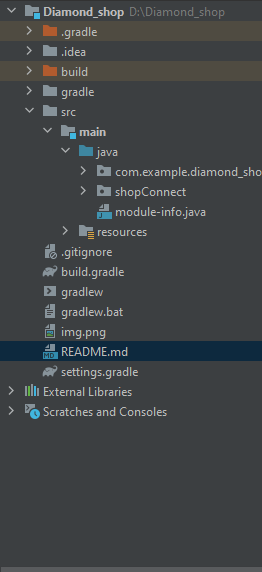 Diamond_shop D:\Diamond_shop
.gradle
.idea
build
gradle
src
main
java
com.example.diamond_sho
shopConnect
module-info.java
resources
.gitignore
build.gradle
gradlew
gradlew.bat
img.png
README.md
settings.gradle
External Libraries
Scratches and Consoles